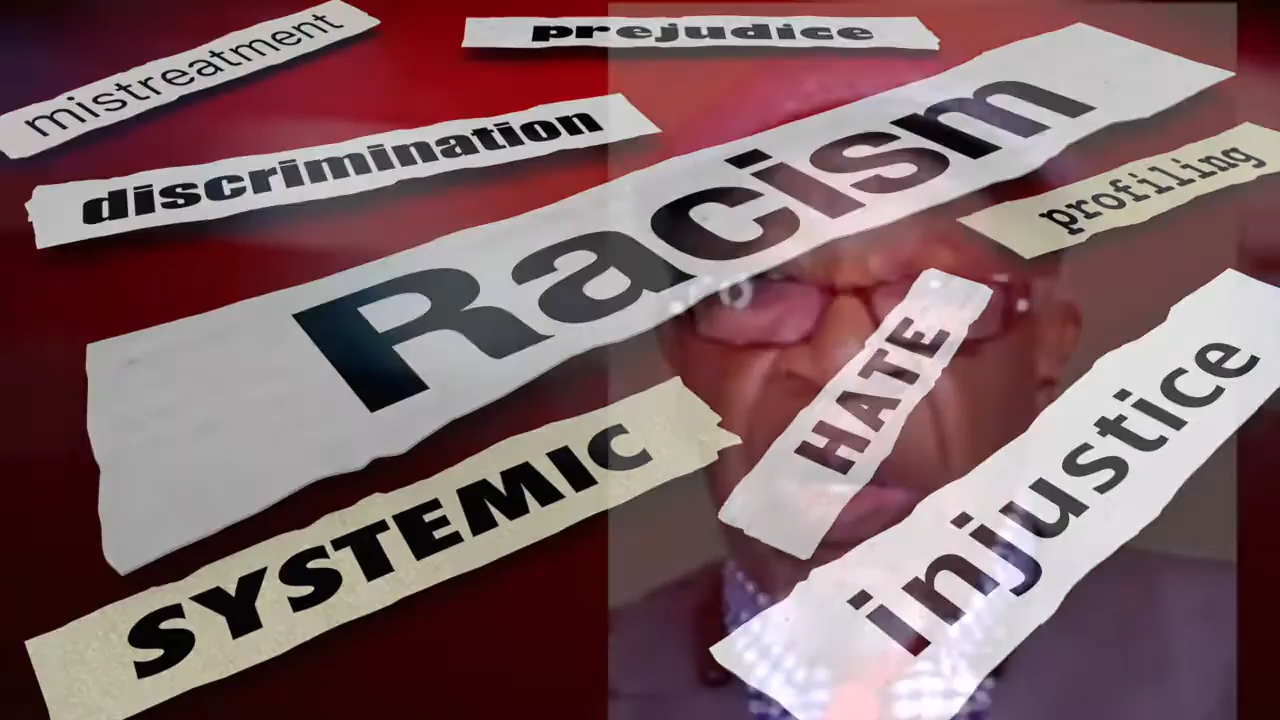 mistreatment
prejudice
discrimination
Racism
profiling
HATE
SYSTEMIC
injustice